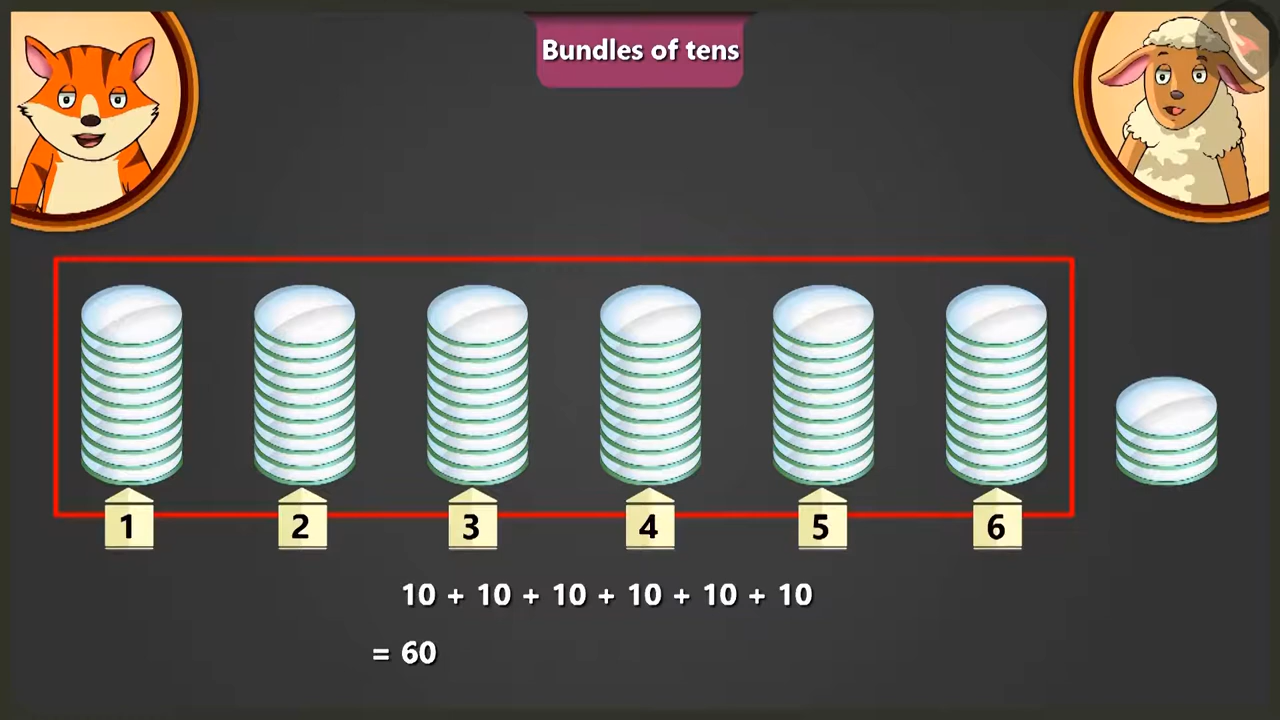 Bundles of tens
1 2 3 4 5 6
10 + 10 + 10 + 10 + 10 + 10
= 60